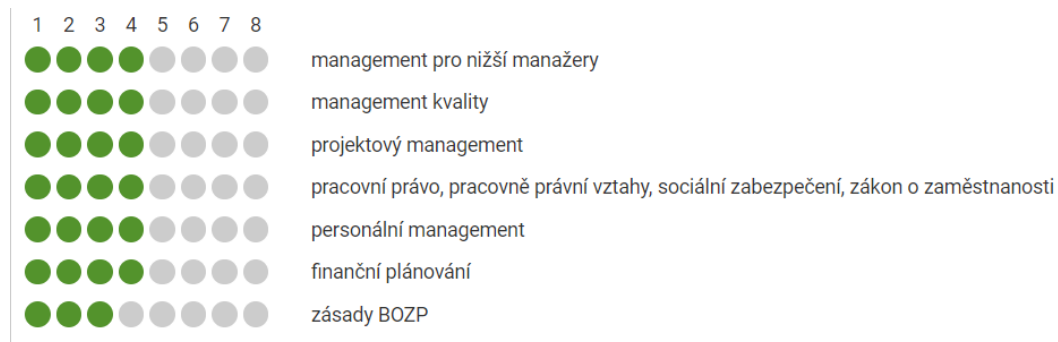 1 2 3 4 5 6 7 8
management pro nižší manažery
management kvality
projektový management
pracovní právo, pracovně právní vztahy, sociální zabezpečení, zákon o zaměstnanosti
personální management
finanční plánování
zásady BOZP